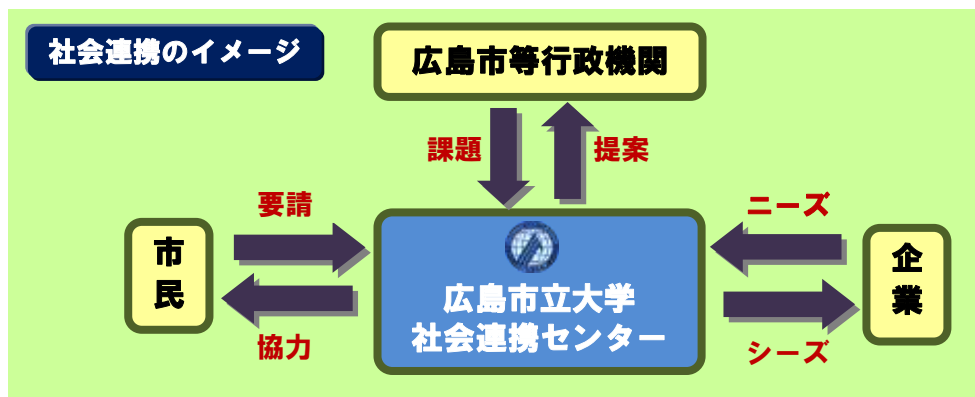 社会連携のイメージ
広島市等行政機関
課題
提案
要請
ニーズ
市民
企業
広島市立大学
社会連携センター
協力
シーズ